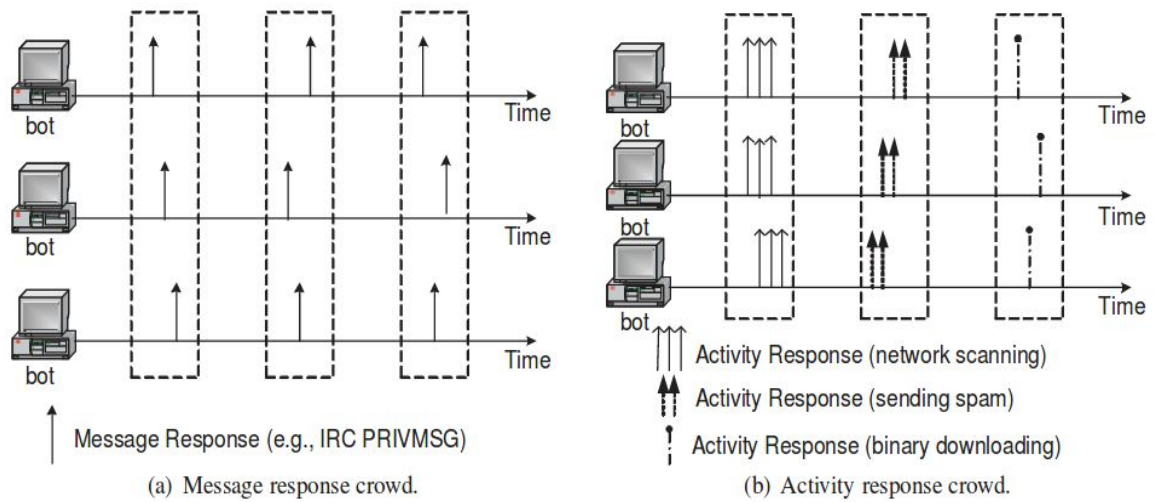 bot
Time
bot
Time
bot
Time
Message Response (e.g., IRC PRIVMSG)
(a) Message response crowd.
bot
Time
bot
Time
bot
Time
Activity Response (network scanning)
Activity Response (sending spam)
Activity Response (binary downloading)
(b) Activity response crowd.